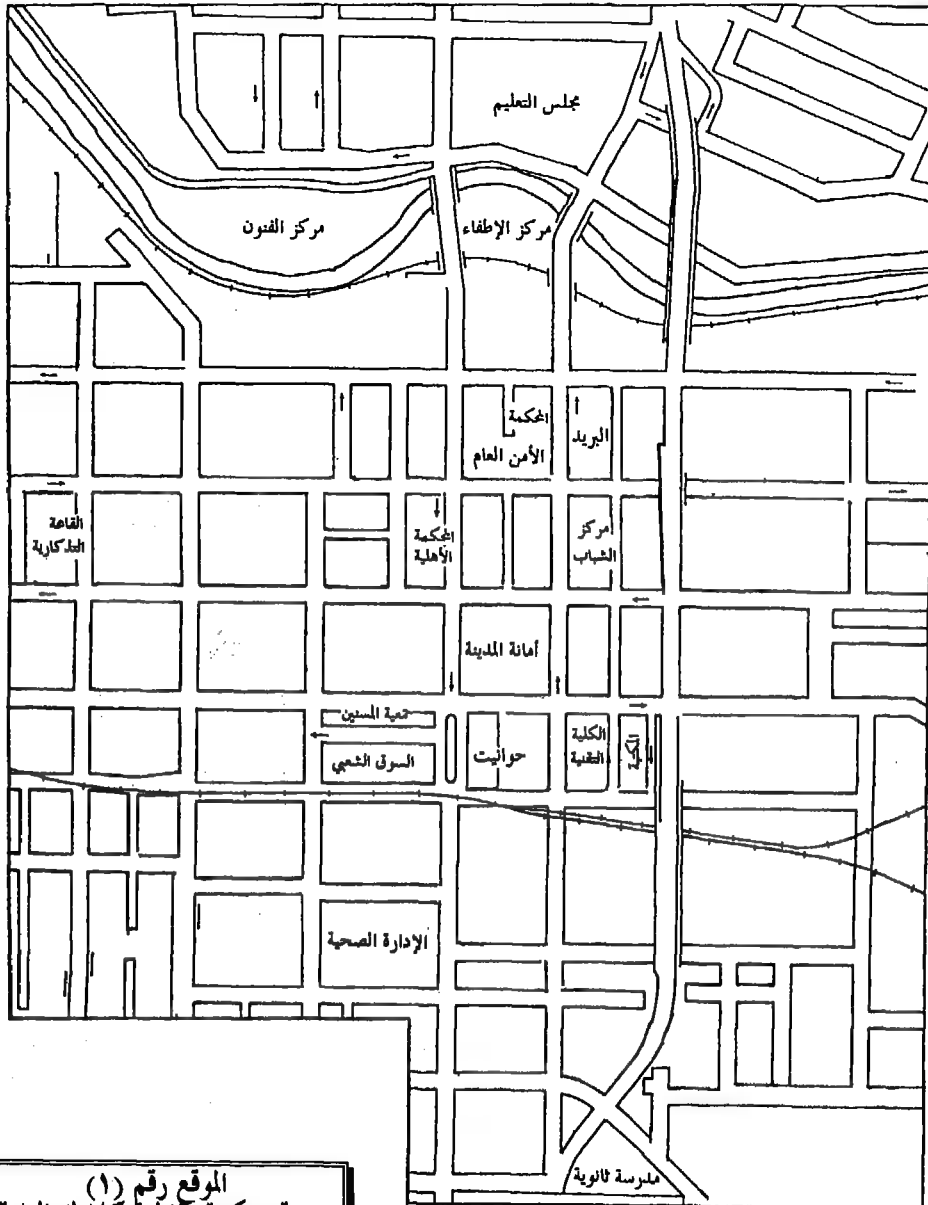 مجلس التعليم
مركز الفنون
مركز الإطفاء
المحكمة
الأمن العام
البريد
القاعة
التذكارية
المحكمة
الأهلية
مركز
الشباب
أمانة المدينة
المسنين
السوق الشعبي
حوانيت
الكلية
التقنية
الإدارة الصحية
مدرسة ثانوية
الموقع رقم (١)